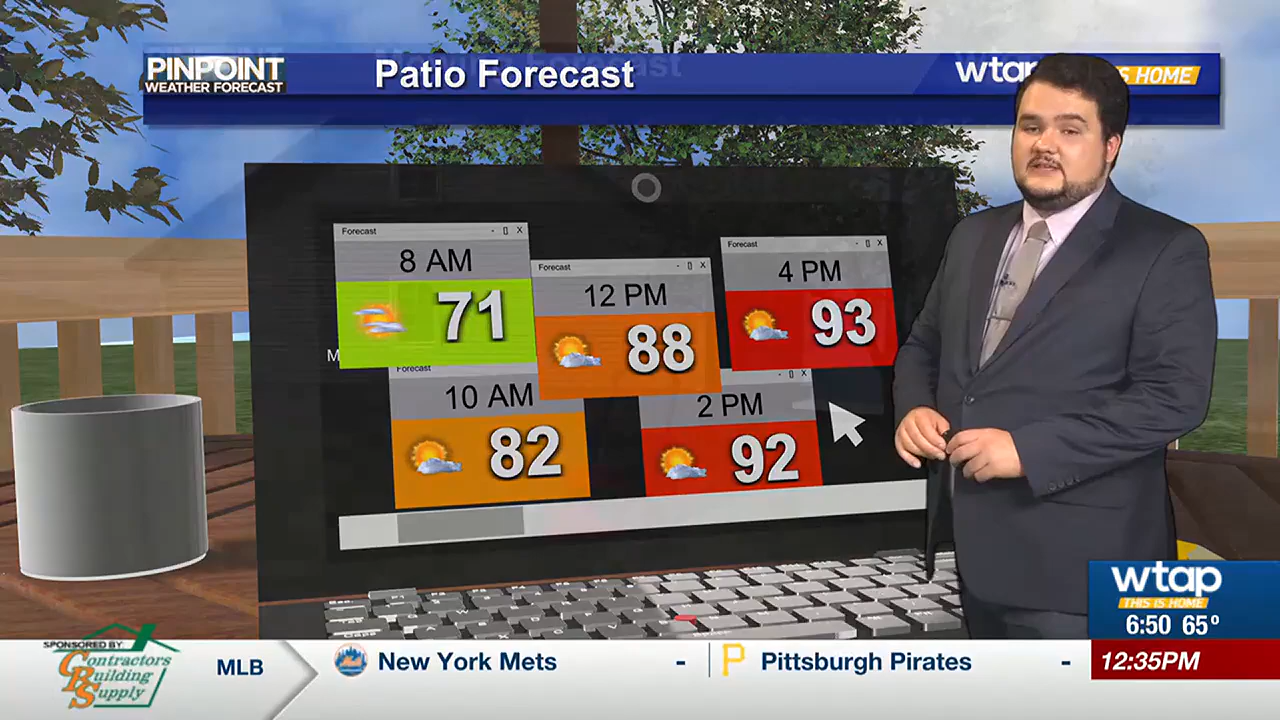 PINPOINT
WEATHER FORECAST
Patio Forecast
wtap
S HOME
Forecast
8 AM
71
Forecast
12 PM
88
Forecast
4 PM
93
M
Forecast
10 AM
82
2 PM
92
wtap
THIS IS HOME
6:50 65°
SPONSORED BY:
Contractors
Building
Supply
MLB
New York Mets -
P Pittsburgh Pirates -
12:35PM